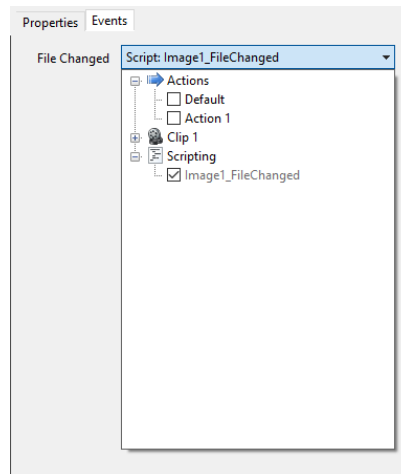 Properties Events
File Changed Script: Image1_FileChanged
Actions
Default
Action 1
Clip 1
Scripting
Image1_FileChanged